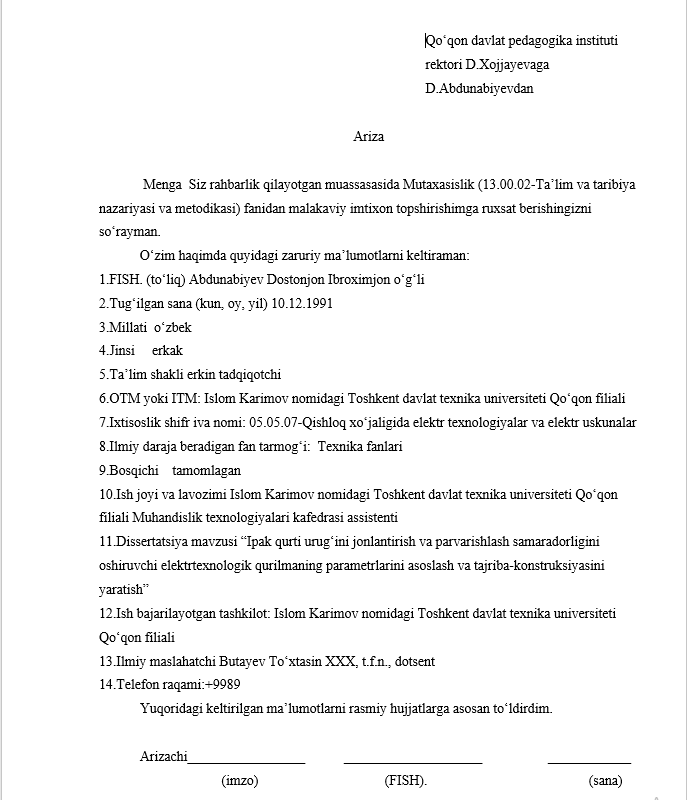 Qo‘qon davlat pedagogika instituti
rektori D.Xojjayevaga
D.Abdunabiyevdan
Ariza
Menga Siz rahbarlik qilayotgan muassasasida Mutaxasislik (13.00.02-Ta’lim va taribiya
nazariyasi va metodikasi) fanidan malakaviy imtixon topshirishimga ruxsat berishingizni
so‘rayman.
O‘zim haqimda quyidagi zaruriy ma’lumotlarni keltiraman:
1.FISH. (to‘liq) Abdunabiyev Dostonjon Ibroximjon o‘g‘li
2.Tug‘ilgan sana (kun, oy, yil) 10.12.1991
3.Millati o‘zbek
4.Jinsi erkak
5.Ta’lim shakli erkin tadqiqotchi
6.OTM yoki ITM: Islom Karimov nomidagi Toshkent davlat texnika universiteti Qo‘qon filiali
7.Ixtisoslik shifr iva nomi: 05.05.07-Qishloq xo‘jaligida elektr texnologiyalar va elektr uskunalar
8.Ilmiy daraja beradigan fan tarmog‘i: Texnika fanlari
9.Bosqichi tamomlagan
10.Ish joyi va lavozimi Islom Karimov nomidagi Toshkent davlat texnika universiteti Qo‘qon
filiali Muhandislik texnologiyalari kafedrasi assistenti
11.Dissertatsiya mavzusi “Ipak qurti urug‘ini jonlantirish va parvarishlash samaradorligini
oshiruvchi elektrtexnologik qurilmaning parametrlarini asoslash va tajriba-konstruksiyasini
yaratish”
12.Ish bajarilayotgan tashkilot: Islom Karimov nomidagi Toshkent davlat texnika universiteti
Qo‘qon filiali
13.Ilmiy maslahatchi Butayev To‘xtasin XXX, t.f.n., dotsent
14.Telefon raqami:+9989
Yuqoridagi keltirilgan ma’lumotlarni rasmiy hujjatlarga asosan to‘ldirdim.
Arizachi_________________ ____________________ ____________
(imzo) (FISH). (sana)